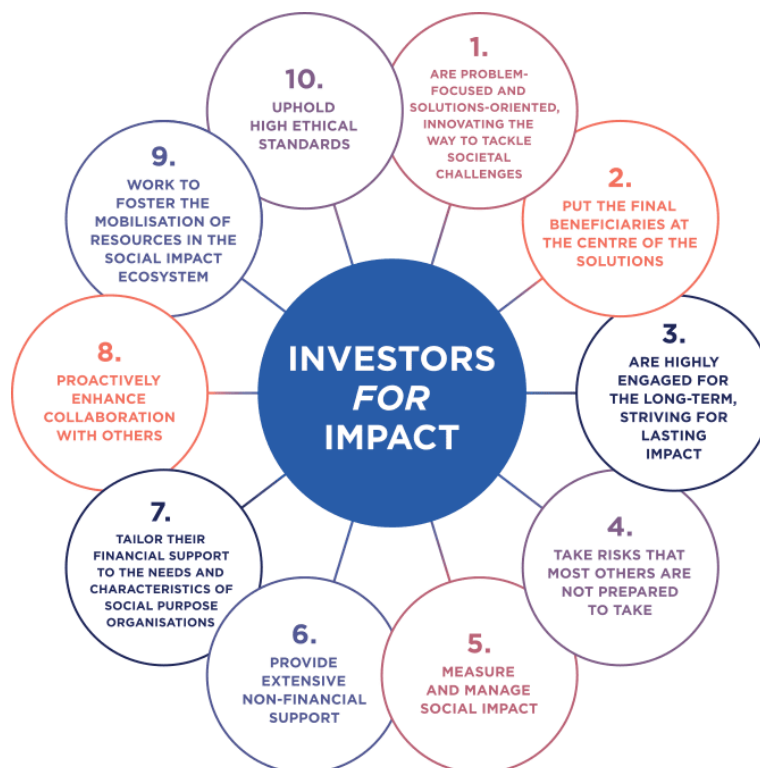 INVESTORS
FOR
IMPACT
1.
ARE PROBLEM-
FOCUSED AND
SOLUTIONS-ORIENTED,
INNOVATING THE
WAY TO TACKLE
SOCIETAL
CHALLENGES
2.
PUT THE FINAL
BENEFICIARIES AT
THE CENTRE OF THE
SOLUTIONS
3.
ARE HIGHLY
ENGAGED FOR
THE LONG-TERM,
STRIVING FOR
LASTING
IMPACT
4.
TAKE RISKS THAT
MOST OTHERS ARE
NOT PREPARED
TO TAKE
5.
MEASURE
AND MANAGE
SOCIAL IMPACT
6.
PROVIDE
EXTENSIVE
NON-FINANCIAL
SUPPORT
7.
TAILOR THEIR
FINANCIAL SUPPORT
TO THE NEEDS AND
CHARACTERISTICS OF
SOCIAL PURPOSE
ORGANISATIONS
8.
PROACTIVELY
ENHANCE
COLLABORATION
WITH OTHERS
9.
WORK TO
FOSTER THE
MOBILISATION OF
RESOURCES IN THE
SOCIAL IMPACT
ECOSYSTEM
10.
UPHOLD
HIGH ETHICAL
STANDARDS